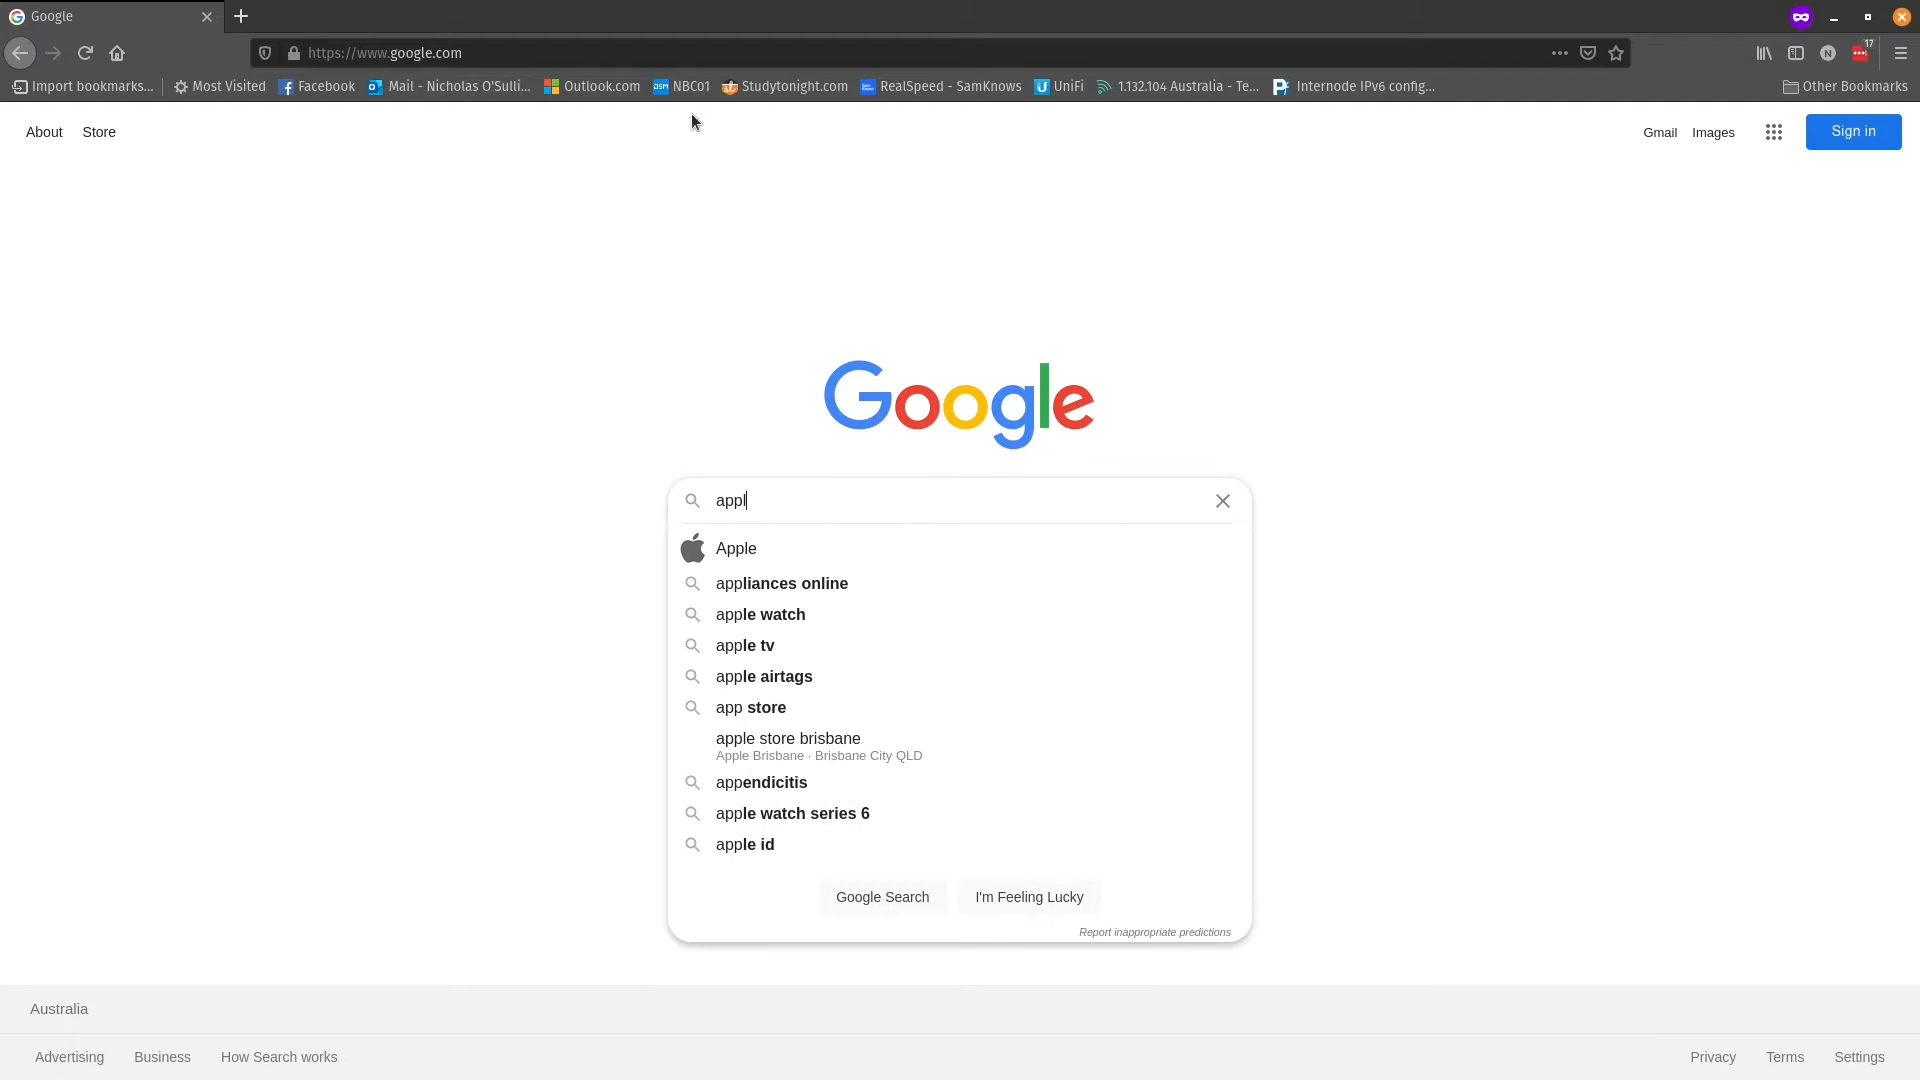 Google
https://www.google.com
Import bookmarks...
Most Visited
Facebook
Mail - Nicholas O'Sulli...
Outlook.com
NBC01
Studytonight.com
RealSpeed - SamKnows
UniFi
1.132.104 Australia - Te...
Internode IPv6 config...
Other Bookmarks
17
N
About
Store
Gmail
Images
Sign in
Google
appl
Apple
appliances online
apple watch
apple tv
apple airtags
app store
apple store brisbane
Apple Brisbane · Brisbane City QLD
appendicitis
apple watch series 6
apple id
Google Search
I'm Feeling Lucky
Report inappropriate predictions
Australia
Advertising
Business
How Search works
Privacy
Terms
Settings